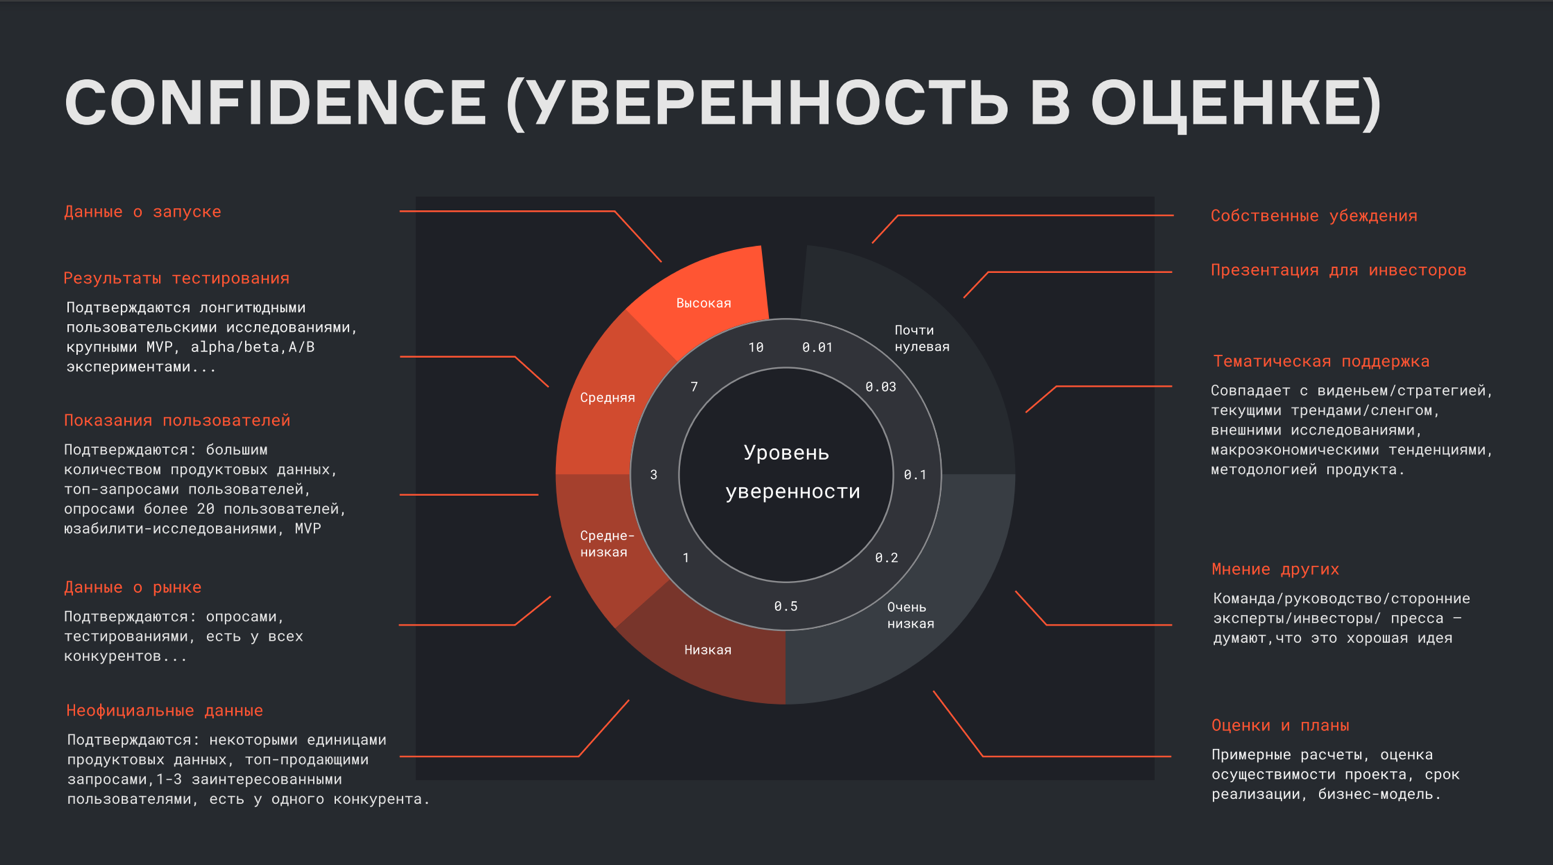 CONFIDENCE (УВЕРЕННОСТЬ В ОЦЕНКЕ)
Данные о запуске
Результаты тестирования
Подтверждаются лонгитюдными
пользовательскими исследованиями,
крупными MVP, alpha/beta,A/B
экспериментами...
Показания пользователей
Подтверждаются: большим
количеством продуктовых данных,
топ-запросами пользователей,
опросами более 20 пользователей,
юзабилити-исследованиями, MVP
Данные о рынке
Подтверждаются: опросами,
тестированиями, есть у всех
конкурентов...
Неофициальные данные
Подтверждаются: некоторыми единицами
продуктовых данных, топ-продающими
запросами,1-3 заинтересованными
пользователями, есть у одного конкурента.
Высокая
Средняя
Средне-
низкая
Низкая
Почти
нулевая
Очень
низкая
10
0.01
7
0.03
3
0.1
1
0.2
0.5
Уровень
уверенности
Собственные убеждения
Презентация для инвесторов
Тематическая поддержка
Совпадает с виденьем/стратегией,
текущими трендами/сленгом,
внешними исследованиями,
макроэкономическими тенденциями,
методологией продукта.
Мнение других
Команда/руководство/сторонние
эксперты/инвесторы/ пресса —
думают,что это хорошая идея
Оценки и планы
Примерные расчеты, оценка
осуществимости проекта, срок
реализации, бизнес-модель.